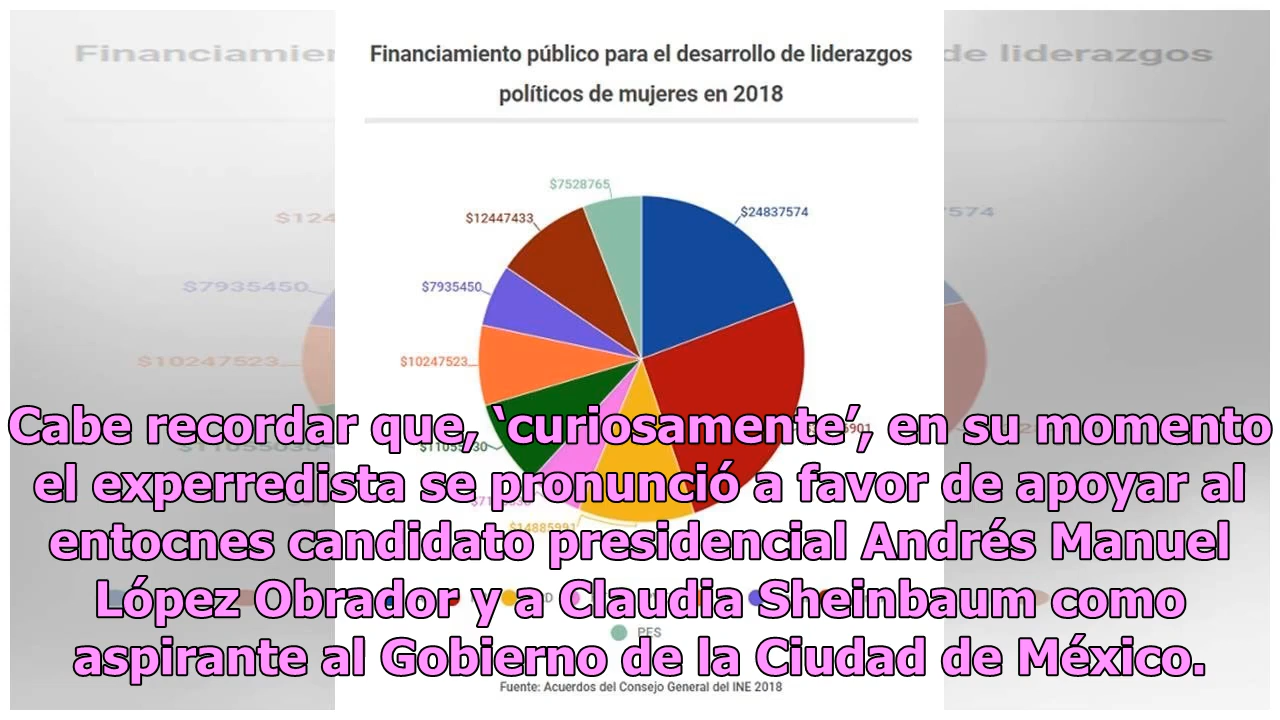 Financiamiento público para el desarrollo de liderazgos
políticos de mujeres en 2018
$7528765
$24837574
$12447433
$7935450
$10247523
$14885991
Cabe recordar que, ‘curiosamente’, en su momento
el experredista se pronunció a favor de apoyar al
entocnes candidato presidencial Andrés Manuel
López Obrador y a Claudia Sheinbaum como
aspirante al Gobierno de la Ciudad de México.
PES
Fuente: Acuerdos del Consejo General del INE 2018